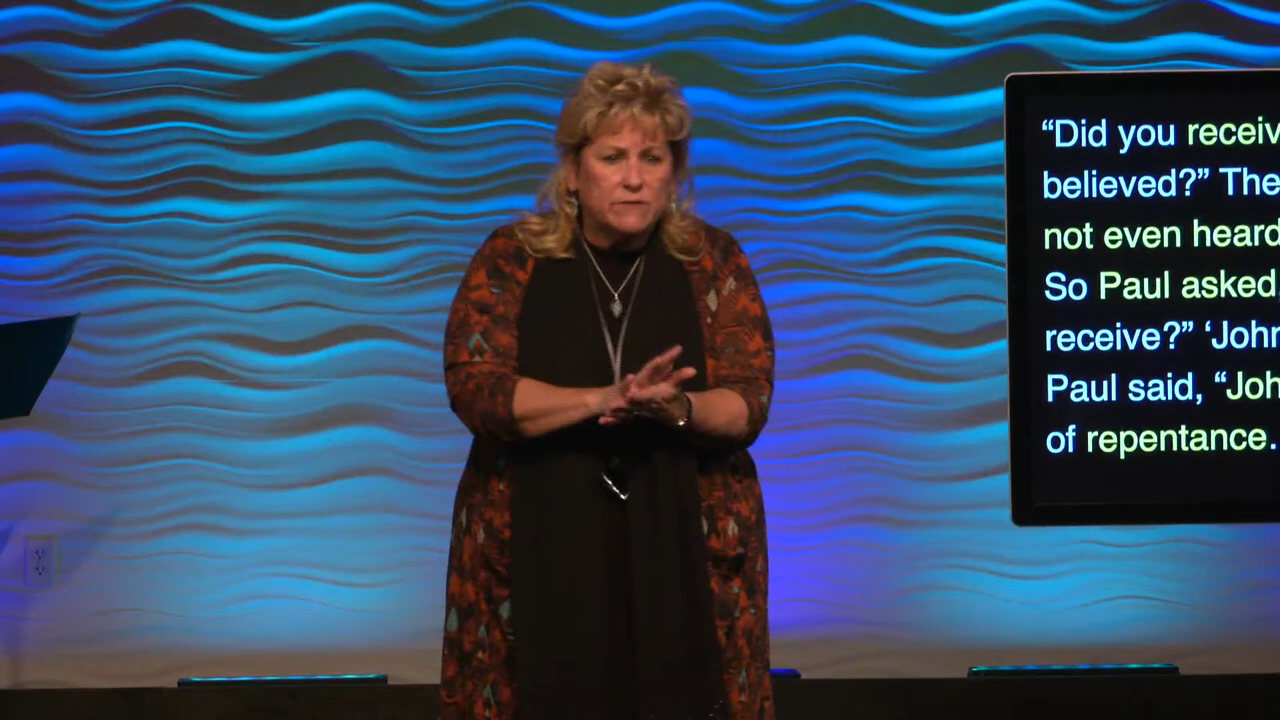 “Did you receiv
believed?” The
not even heard
So Paul asked,
receive?” ‘John
Paul said, “Joh
of repentance.